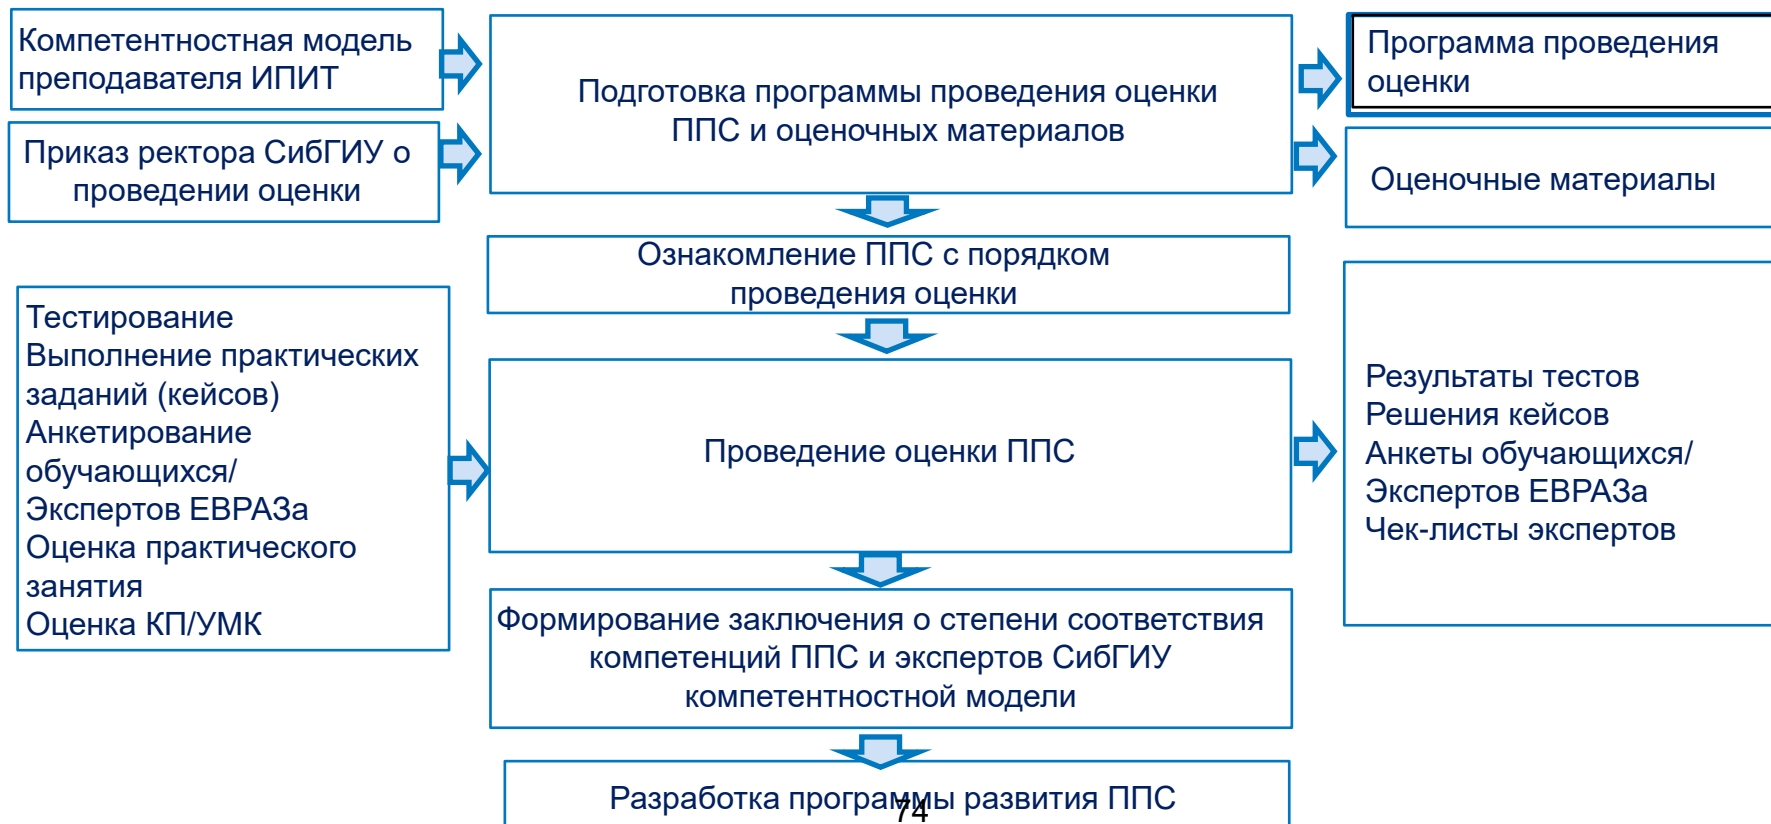 Компетентностная модель
преподавателя ИПИТ
Приказ ректора СибГИУ о
проведении оценки
Подготовка программы проведения оценки
ППС и оценочных материалов
Программа проведения
оценки
Оценочные материалы
Ознакомление ППС с порядком
проведения оценки
Тестирование
Выполнение практических
заданий (кейсов)
Анкетирование
обучающихся/
Экспертов ЕВРАЗа
Оценка практического
занятия
Оценка КП/УМК
Проведение оценки ППС
Результаты тестов
Решения кейсов
Анкеты обучающихся/
Экспертов ЕВРАЗа
Чек-листы экспертов
Формирование заключения о степени соответствия
компетенций ППС и экспертов СибГИУ
компетентностной модели
Разработка программы развития ППС
74